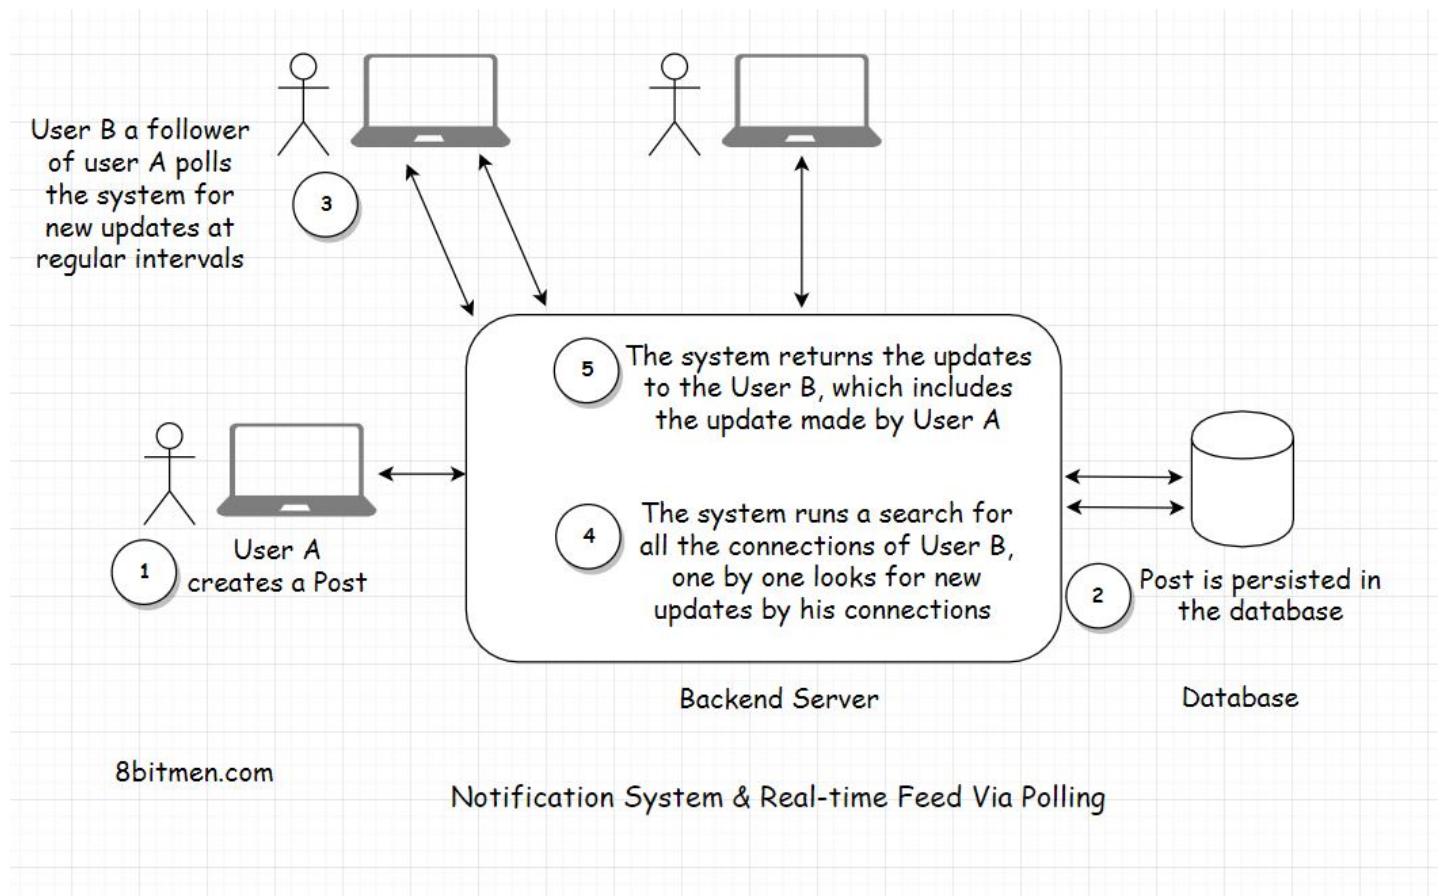 User B a follower
of user A polls
the system for
new updates at
regular intervals
3
5
The system returns the updates
to the User B, which includes
the update made by User A
4
The system runs a search for
all the connections of User B,
one by one looks for new
updates by his connections
1
User A
creates a Post
2
Post is persisted in
the database
Backend Server
Database
8bitmen.com
Notification System & Real-time Feed Via Polling